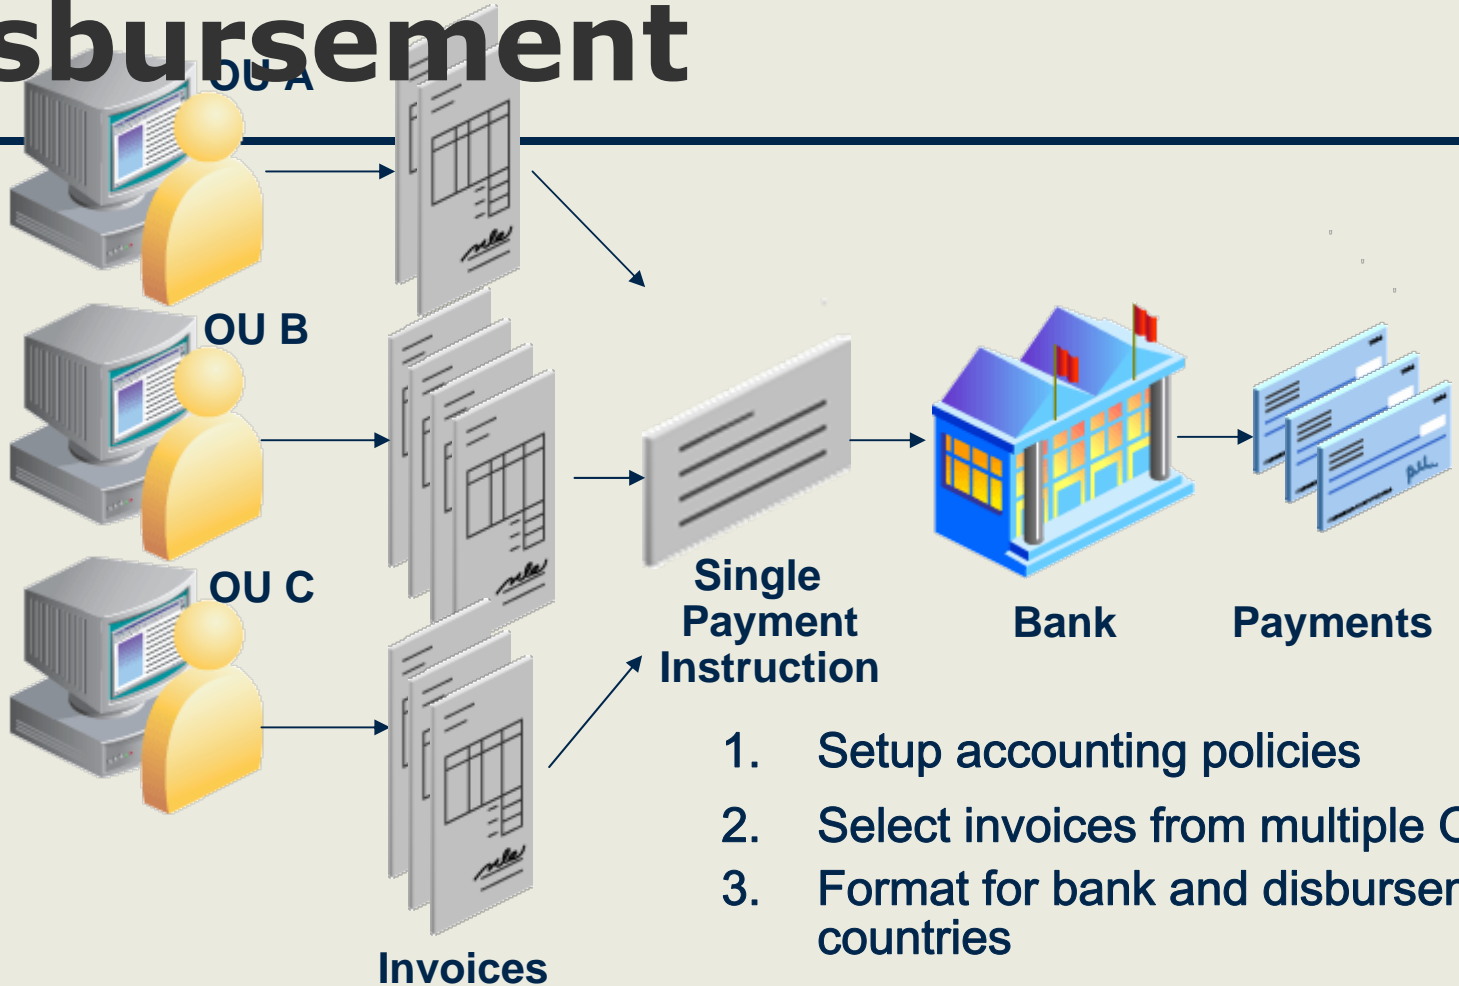 sbursement
OU A
OU B
OU C
Single
Payment
Instruction
Bank
Payments
1. Setup accounting policies
2. Select invoices from multiple
3. Format for bank and
countries
Invoices